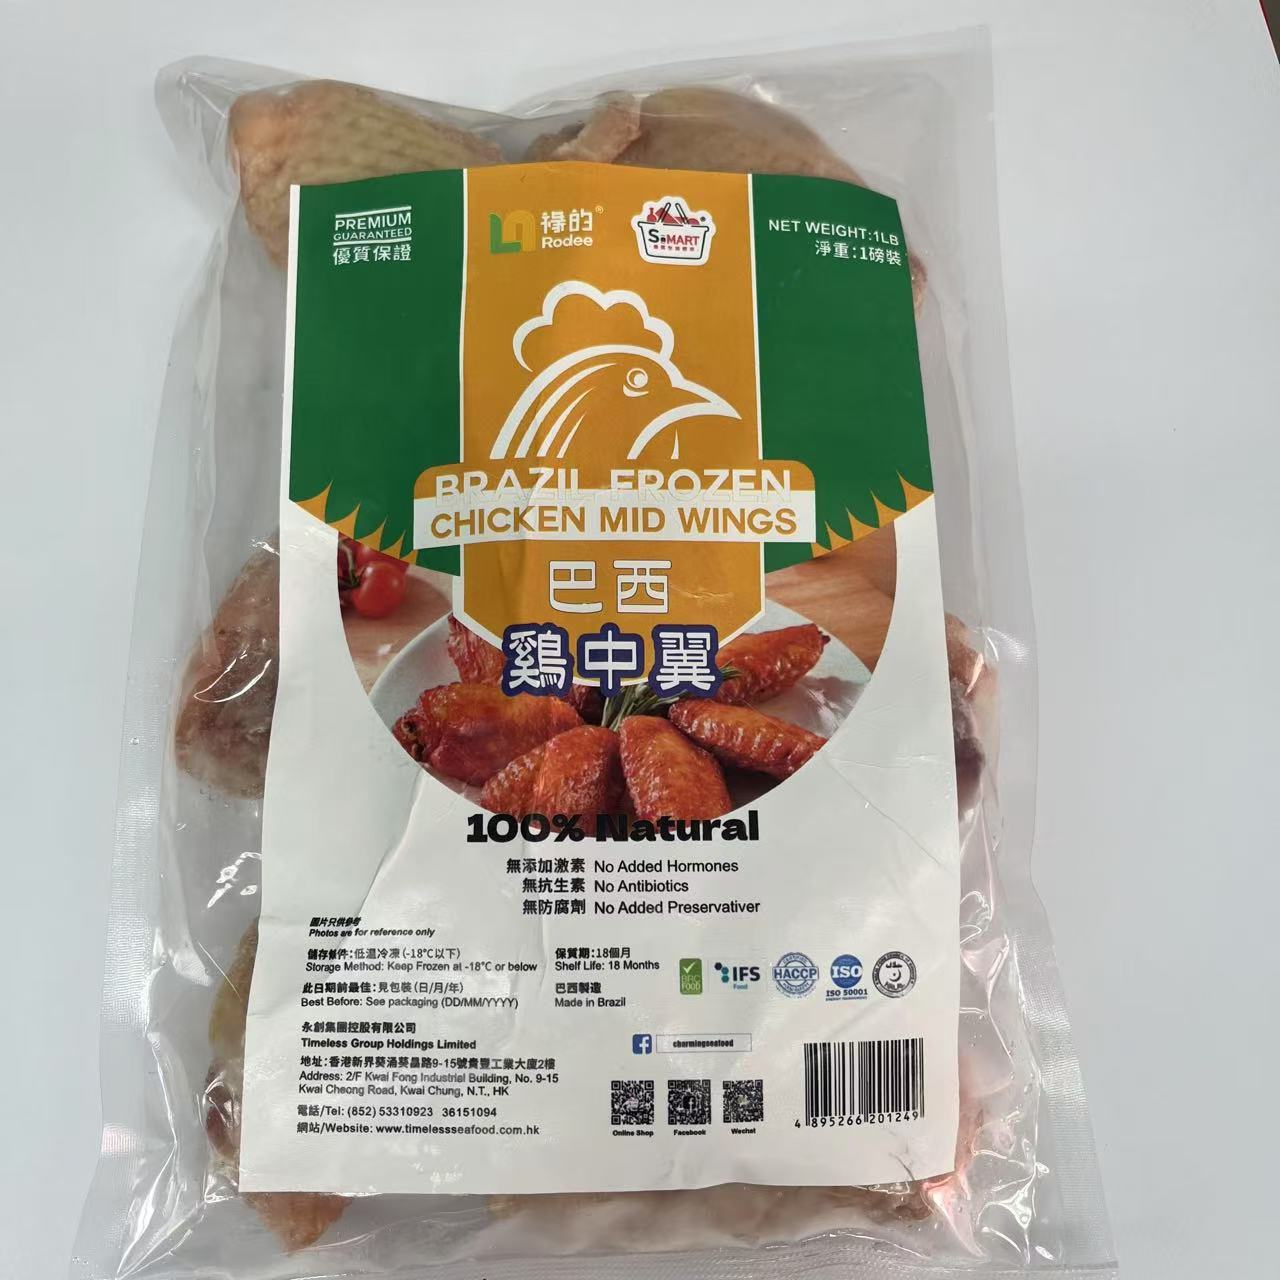 PREMIUM
GUARANTEED
優質保證
祿的®
Rodee
MART
NET WEIGHT:1LB
淨重:1磅裝
BRAZIL FROZEN
CHICKEN MID WINGS
巴西
鷄中翼
100% Natural
無添加激素 No Added Hormones
無抗生素 No Antibiotics
無防腐劑 No Added Preservativer
圖片只供參考
Photos are for reference only
儲存條件:低溫冷凍(-18°C以下)
Storage Method: Keep Frozen at -18°C or below
此日期前最佳:見包裝(日/月/年)
Best Before: See packaging (DD/MM/YYYY)
保質期:18個月
Shelf Life: 18 Months
巴西製造
Made in Brazil
BRC
FOOD
IFS
Food
HACCP
ISO
ISO 50001
永創集團控股有限公司
Timeless Group Holdings Limited
地址:香港新界葵涌葵昌路9-15號貴豐工業大廈2樓
Address: 2/F Kwai Fong Industrial Building, No. 9-15
Kwai Cheong Road, Kwai Chung, N.T., HK
電話/Tel: (852) 53310923 36151094
網站/Website: www.timelessseafood.com.hk
charmingseafood
Online Shop
Facebook
Wechat
4 895266 201249